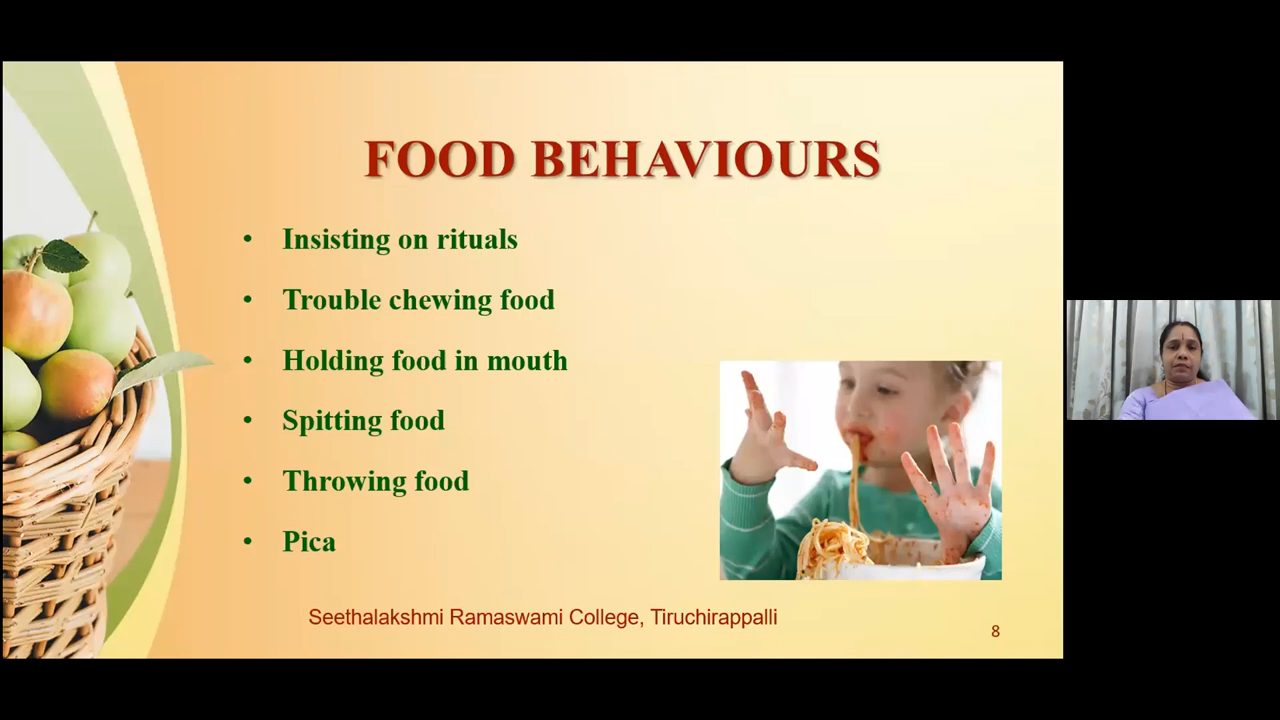 FOOD BEHAVIOURS
• Insisting on rituals
• Trouble chewing food
• Holding food in mouth
• Spitting food
• Throwing food
• Pica
Seethalakshmi Ramaswami College, Tiruchirappalli
8